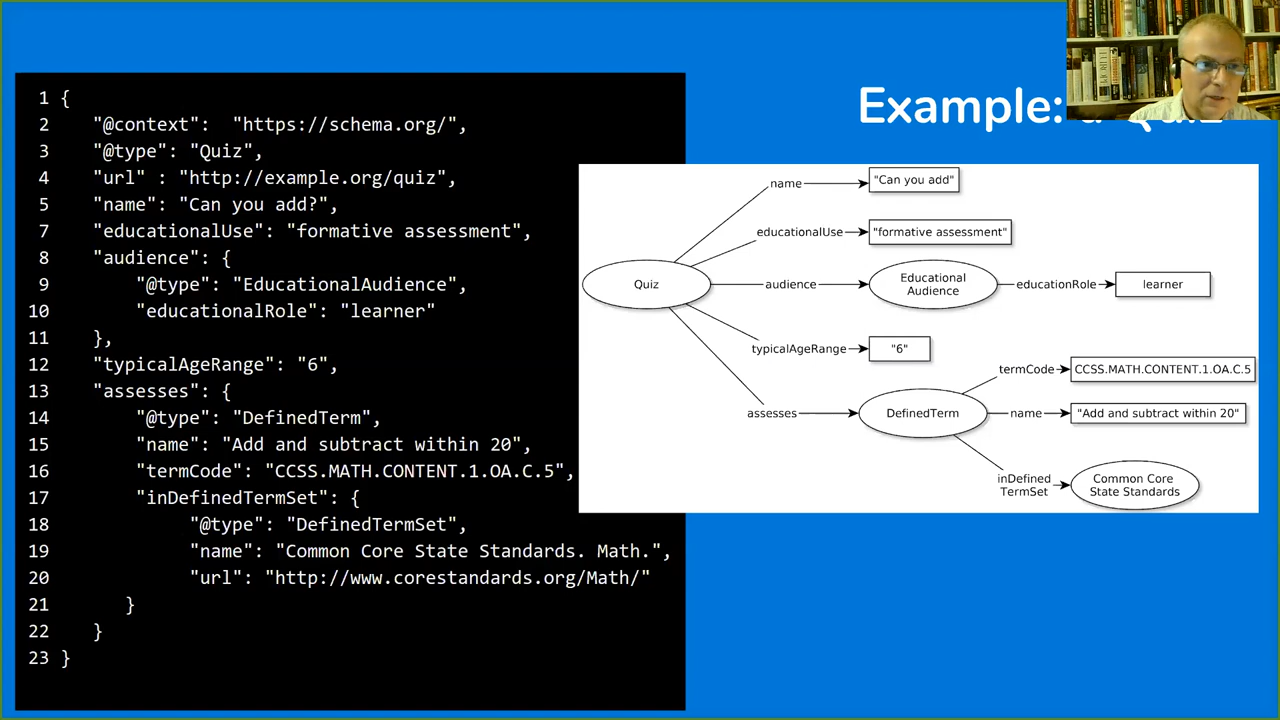 Example: a Quiz
1 {
2 "@context": "https://schema.org/",
3 "@type": "Quiz",
4 "url" : "http://example.org/quiz",
5 "name": "Can you add?",
7 "educationalUse": "formative assessment",
8 "audience": {
9 "@type": "EducationalAudience",
10 "educationalRole": "learner"
11 },
12 "typicalAgeRange": "6",
13 "assesses": {
14 "@type": "DefinedTerm",
15 "name": "Add and subtract within 20",
16 "termCode": "CCSS.MATH.CONTENT.1.OA.C.5",
17 "inDefinedTermSet": {
18 "@type": "DefinedTermSet",
19 "name": "Common Core State Standards. Math.",
20 "url": "http://www.corestandards.org/Math/"
21 }
22 }
23 }
name
"Can you add"
educationalUse
"formative assessment"
Quiz
audience
Educational
Audience
educationRole
learner
typicalAgeRange
"6"
assesses
DefinedTerm
termCode
CCSS.MATH.CONTENT.1.OA.C.5
name
"Add and subtract within 20"
inDefined
TermSet
Common Core
State Standards